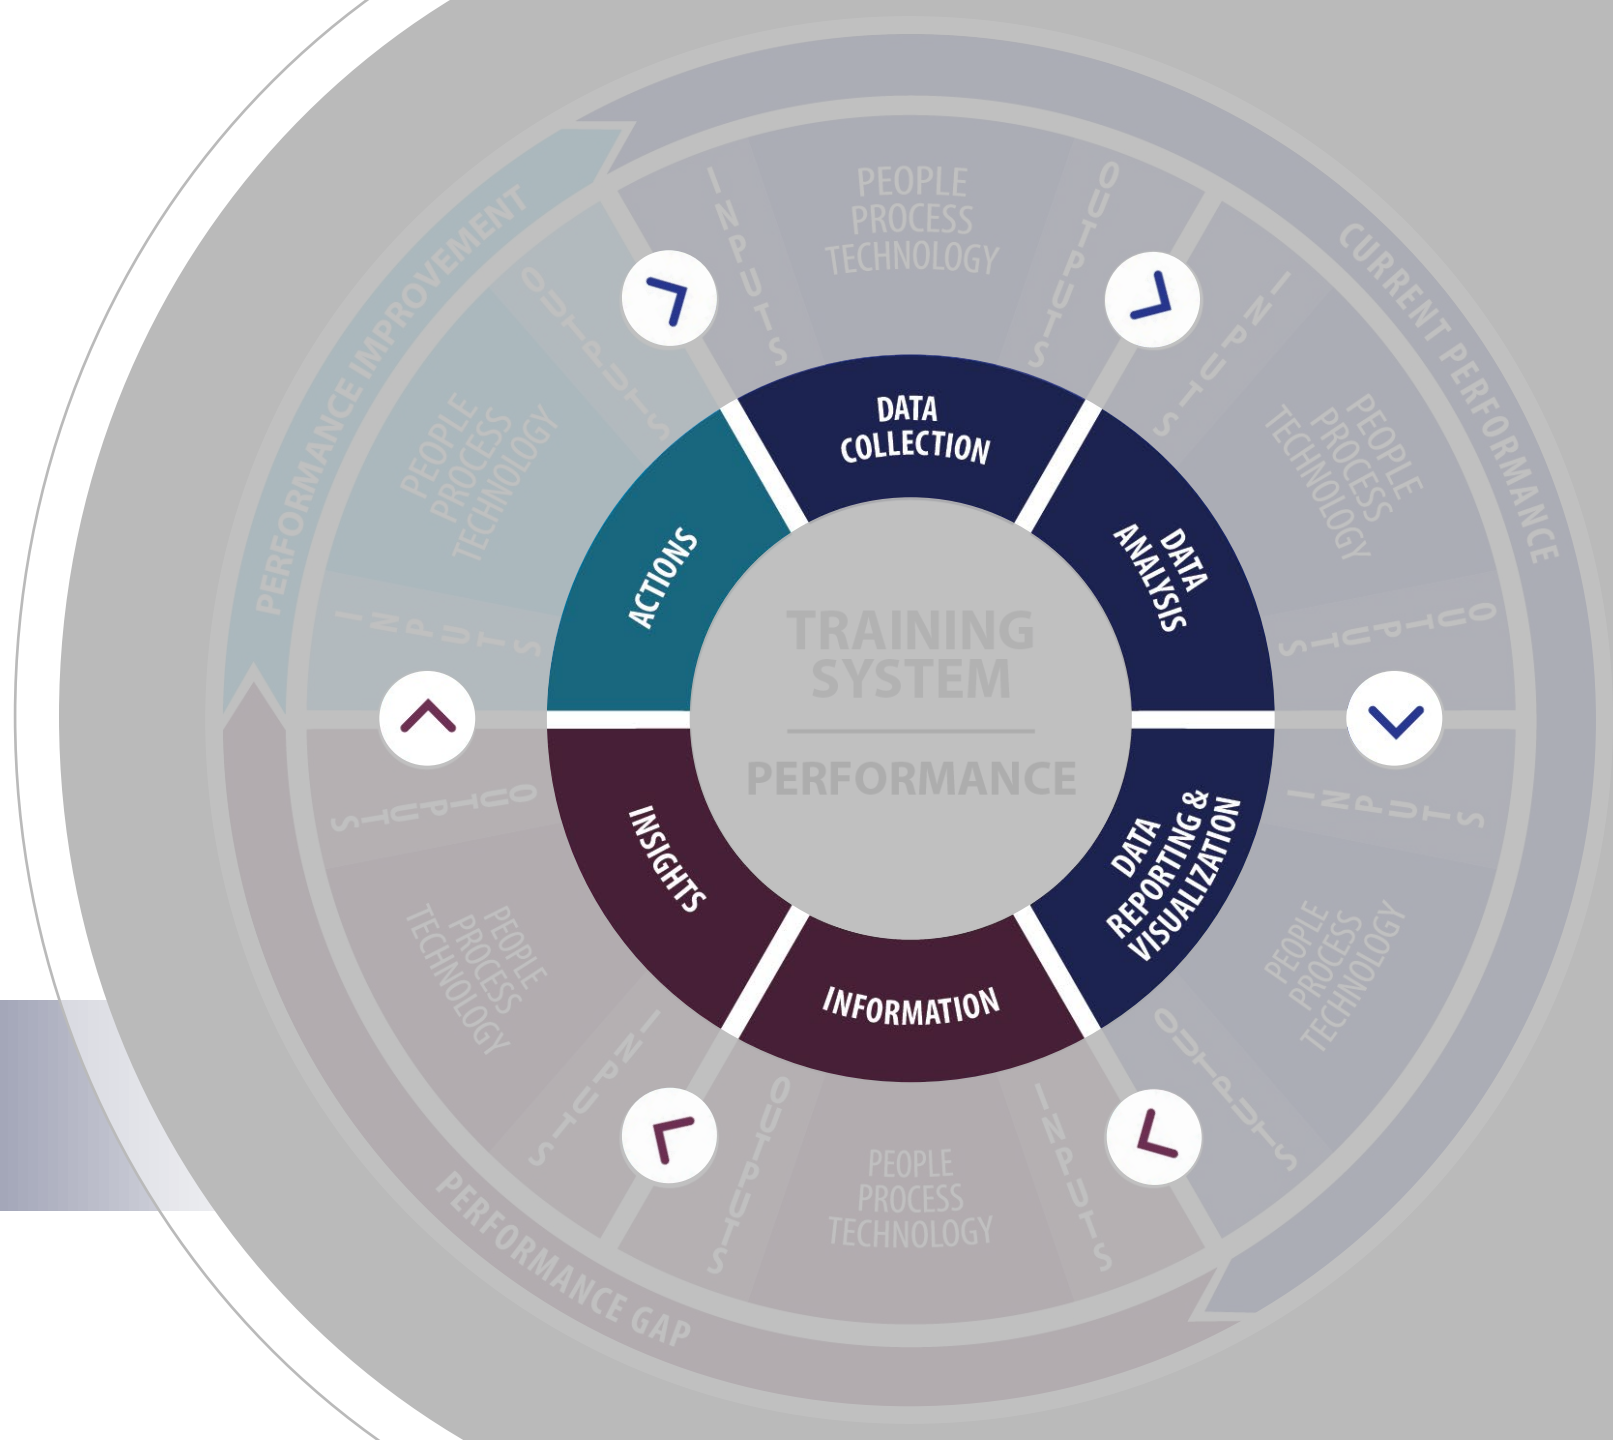 TRAINING
SYSTEM
PERFORMANCE
DATA
COLLECTION
DATA
ANALYSIS
DATA
REPORTING &
VISUALIZATION
INFORMATION
INSIGHTS
ACTIONS
INPUTS
PEOPLE
PROCESS
TECHNOLOGY
OUTPUTS
INPUTS
PEOPLE
PROCESS
TECHNOLOGY
OUTPUTS
INPUTS
PEOPLE
PROCESS
TECHNOLOGY
OUTPUTS
INPUTS
PEOPLE
PROCESS
TECHNOLOGY
OUTPUTS
INPUTS
PEOPLE
PROCESS
TECHNOLOGY
OUTPUTS
INPUTS
PEOPLE
PROCESS
TECHNOLOGY
OUTPUTS
CURRENT PERFORMANCE
PERFORMANCE GAP
PERFORMANCE IMPROVEMENT